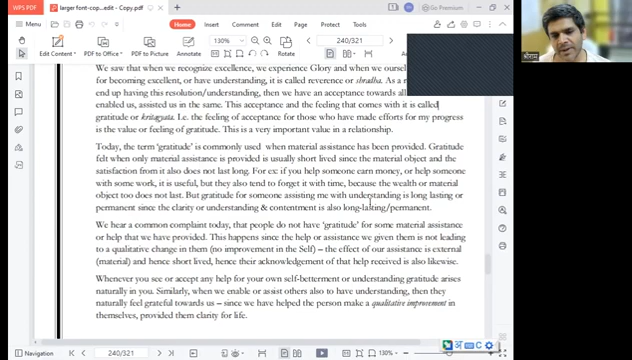 WPS PDF
larger font-cop...edit - Copy.pdf
Go Premium
Menu
Home
Insert
Comment
Edit
Page
Protect
Tools
Edit Content
PDF to Office
PDF to Picture
Annotate
130%
240/321
Rotate
We saw that when we recognize excellence, we experience Glory and when we ourse
for becoming excellent, or have understanding, it is called reverence or shradha. As a r
end up having this resolution/understanding, then we have an acceptance towards all
enabled us, assisted us in the same. This acceptance and the feeling that comes with it is called
gratitude or kritagyata. I.e. the feeling of acceptance for those who have made efforts for my progress
is the value or feeling of gratitude. This is a very important value in a relationship.
Today, the term 'gratitude' is commonly used when material assistance has been provided. Gratitude
felt when only material assistance is provided is usually short lived since the material object and the
satisfaction from it also does not last long. For ex: if you help someone earn money, or help someone
with some work, it is useful, but they also tend to forget it with time, because the wealth or material
object too does not last. But gratitude for someone assisting me with understanding is long lasting or
permanent since the clarity or understanding & contentment is also long-lasting/permanent.
We hear a common complaint today, that people do not have 'gratitude' for some material assistance
or help that we have provided. This happens since the help or assistance we given them is not leading
to a qualitative change in them (no improvement in the Self) – the effect of our assistance is external
(material) and hence short lived, hence their acknowledgement of that help received is also likewise.
Whenever you see or accept any help for your own self-betterment or understanding gratitude arises
naturally in you. Similarly, when we enable or assist others also to have understanding, then they
naturally feel grateful towards us – since we have helped the person make a qualitative improvement in
themselves, provided them clarity for life.
Navigation
240/321
130%
श्रीराम